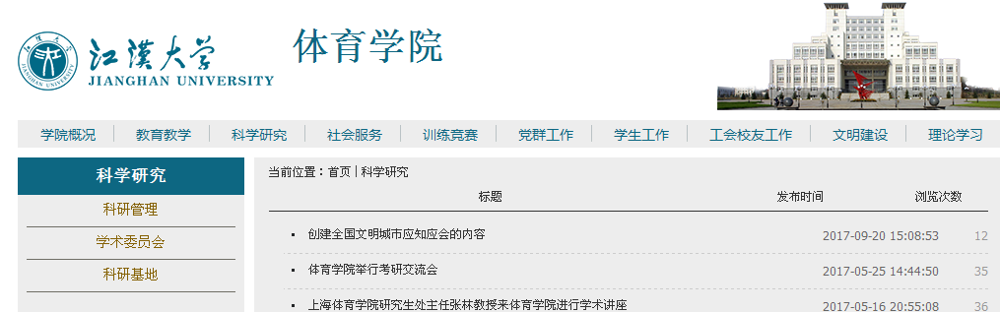 江漢大学
JIANGHAN UNIVERSITY
体育学院
学院概况 教育教学 科学研究 社会服务 训练竞赛 党群工作 学生工作 工会校友工作 文明建设 理论学习
科学研究
科研管理
学术委员会
科研基地
当前位置：首页 | 科学研究
标题 发布时间 浏览次数
创建全国文明城市应知应会的内容 2017-09-20 15:08:53 12
体育学院举行考研交流会 2017-05-25 14:44:50 35
上海体育学院研究生处主任张林教授来体育学院进行学术讲座 2017-05-16 20:55:08 36